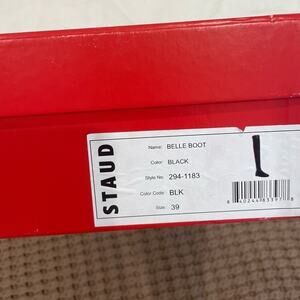 STAUD
Name: BELLE BOOT
Color: BLACK
Style No: 294-1183
Color Code: BLK
Size: 39